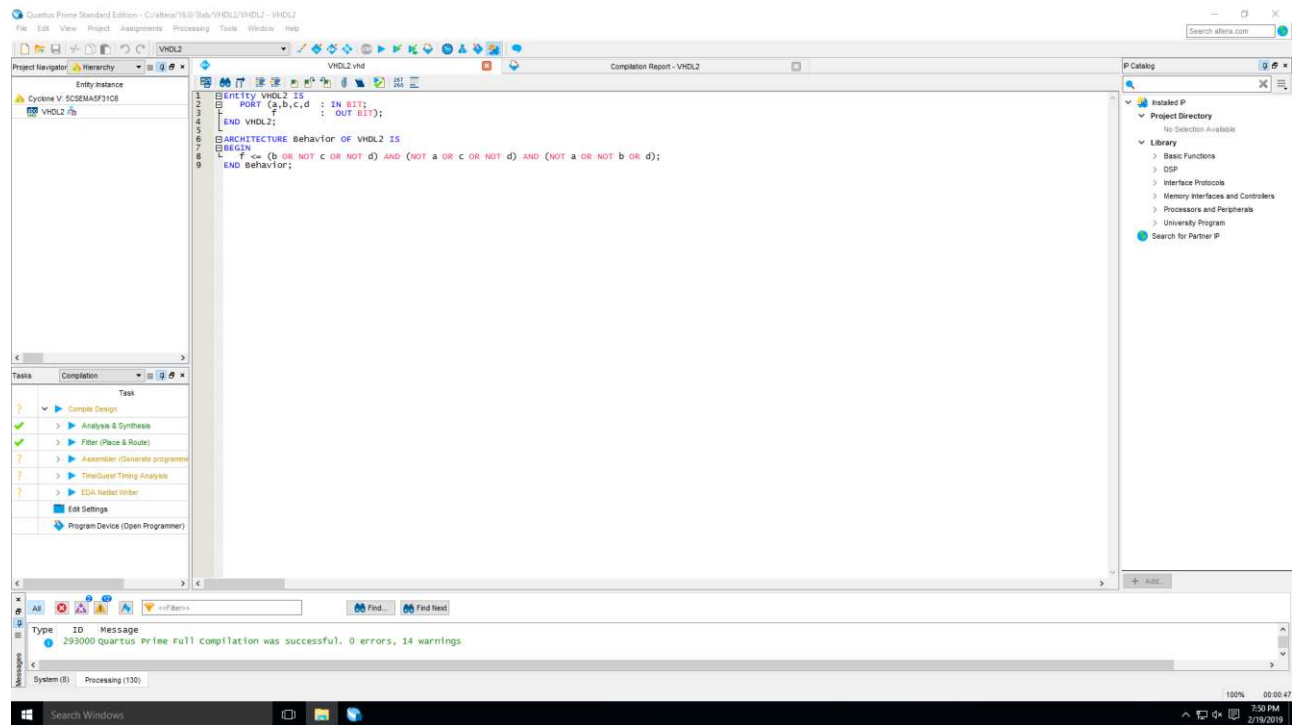 Quartus Prime Standard Edition - C:/altera/16.0/3lab/VHDL2/VHDL2 - VHDL2
File Edit View Project Assignments Processing Tools Window Help
Search altera.com
VHDL2
Project Navigator Hierarchy
VHDL2.vhd
Compilation Report - VHDL2
IP Catalog
Entity:Instance
Cyclone V: 5CSEMA5F31C6
VHDL2
1 Entity VHDL2 IS
2 PORT (a,b,c,d : IN BIT;
3 f : OUT BIT);
4 END VHDL2;
5
6 ARCHITECTURE Behavior OF VHDL2 IS
7 BEGIN
8 f <= (b OR NOT c OR NOT d) AND (NOT a OR c OR NOT d) AND (NOT a OR NOT b OR d);
9 END Behavior;
Installed IP
Project Directory
No Selection Available
Library
Basic Functions
DSP
Interface Protocols
Memory Interfaces and Controllers
Processors and Peripherals
University Program
Search for Partner IP
+ Add...
Tasks Compilation
Task
Compile Design
Analysis & Synthesis
Fitter (Place & Route)
Assembler (Generate programmi
TimeQuest Timing Analysis
EDA Netlist Writer
Edit Settings
Program Device (Open Programmer)
All
<<Filter>>
Find... Find Next
Type ID Message
293000 Quartus Prime Full Compilation was successful. 0 errors, 14 warnings
Messages
System (8) Processing (130)
100% 00:00:47
Search Windows
7:50 PM
2/19/2019